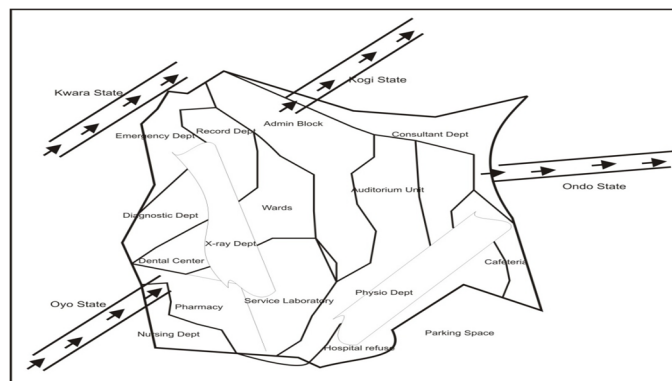 Kwara State
Kogi State
Emergency Dept
Record Dept
Admin Block
Consultant Dept
Ondo State
Auditorium Unit
Diagnostic Dept
Wards
X-ray Dept
Dental Center
Cafeteria
Oyo State
Pharmacy
Service Laboratory
Physio Dept
Nursing Dept
Hospital refuse
Parking Space